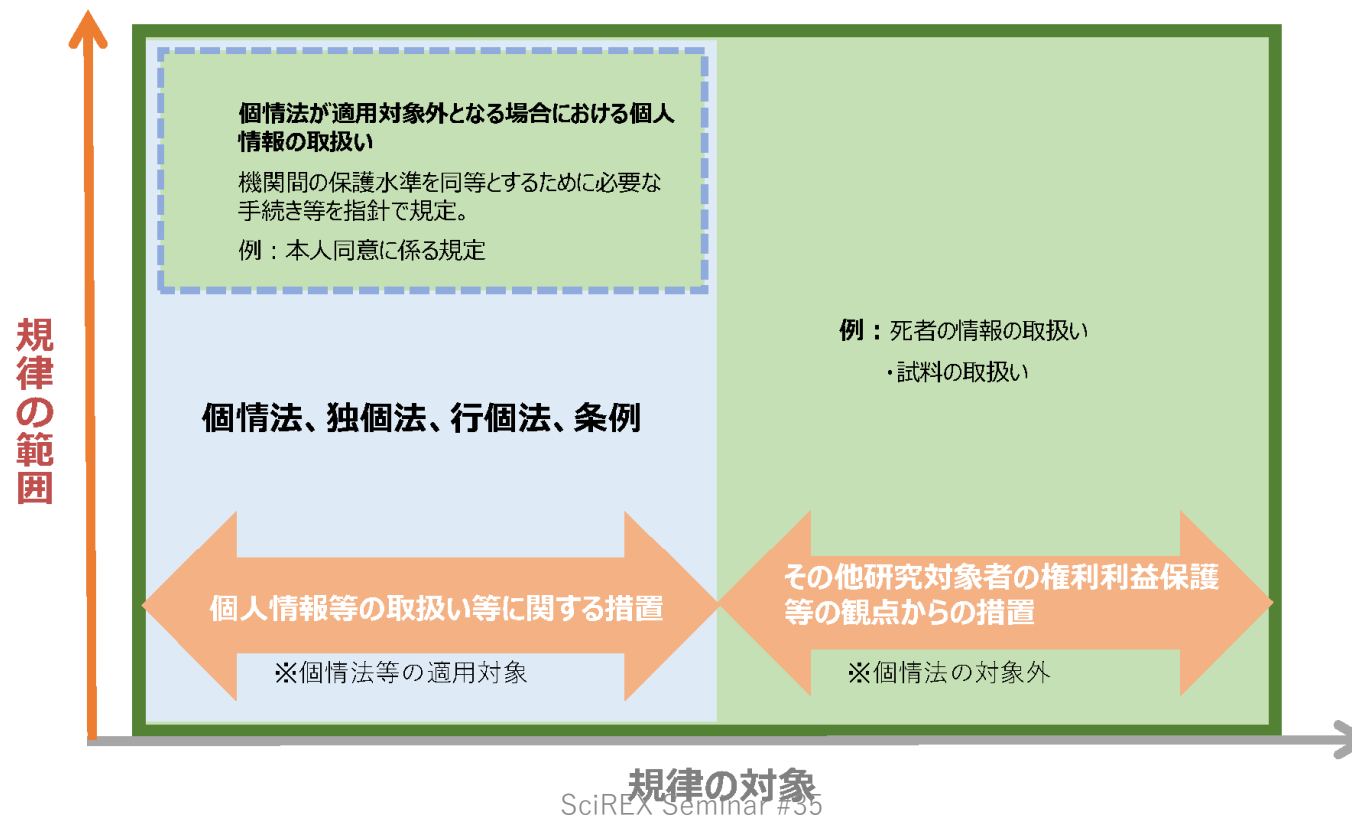 個情法が適用対象外となる場合における個人
情報の取扱い
機関間の保護水準を同等とするために必要な
手続き等を指針で規定。
例：本人同意に係る規定
規律の範囲
例：死者の情報の取扱い
・試料の取扱い
個情法、独個法、行個法、条例
個人情報等の取扱い等に関する措置
※個情法等の適用対象
その他研究対象者の権利利益保護
等の観点からの措置
※個情法の対象外
規律の対象
SciREX Seminar #35